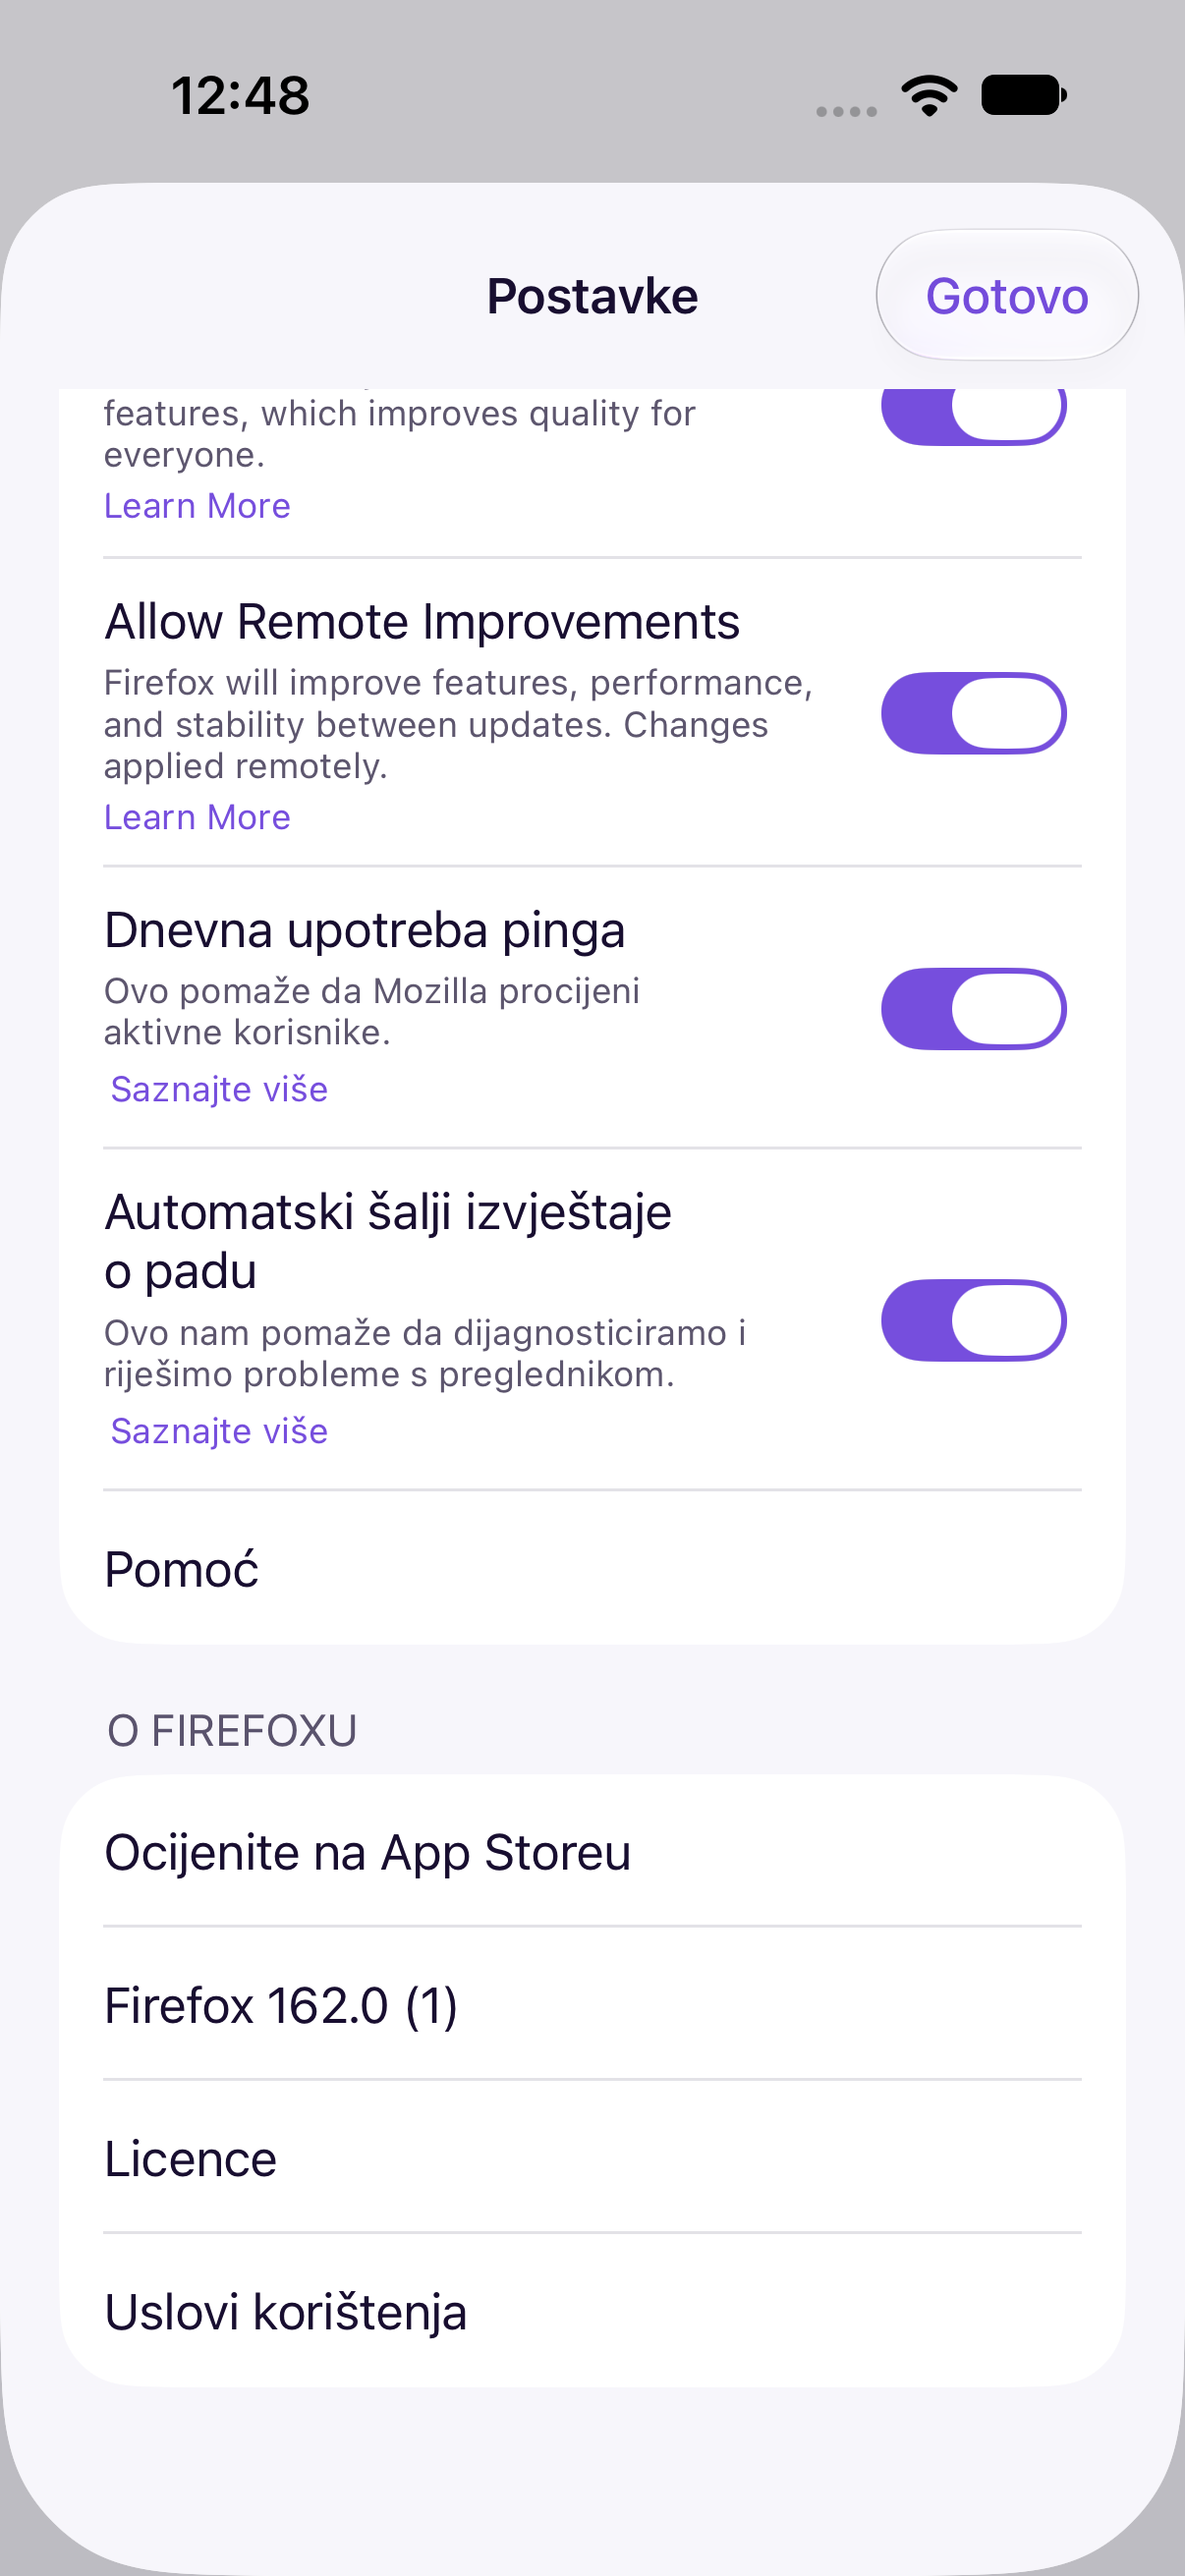 12:48
Postavke
Gotovo
features, which improves quality for
everyone.
Learn More
Allow Remote Improvements
Firefox will improve features, performance,
and stability between updates. Changes
applied remotely.
Learn More
Dnevna upotreba pinga
Ovo pomaže da Mozilla procijeni
aktivne korisnike.
Saznajte više
Automatski šalji izvještaje
o padu
Ovo nam pomaže da dijagnosticiramo i
riješimo probleme s preglednikom.
Saznajte više
Pomoć
O FIREFOXU
Ocijenite na App Storeu
Firefox 162.0 (1)
Licence
Uslovi korištenja